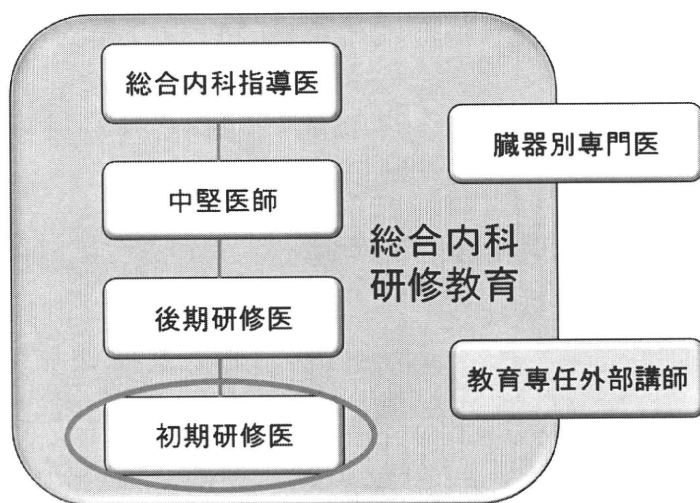 総合内科指導医
中堅医師
後期研修医
初期研修医
総合内科
研修教育
臓器別専門医
教育専任外部講師